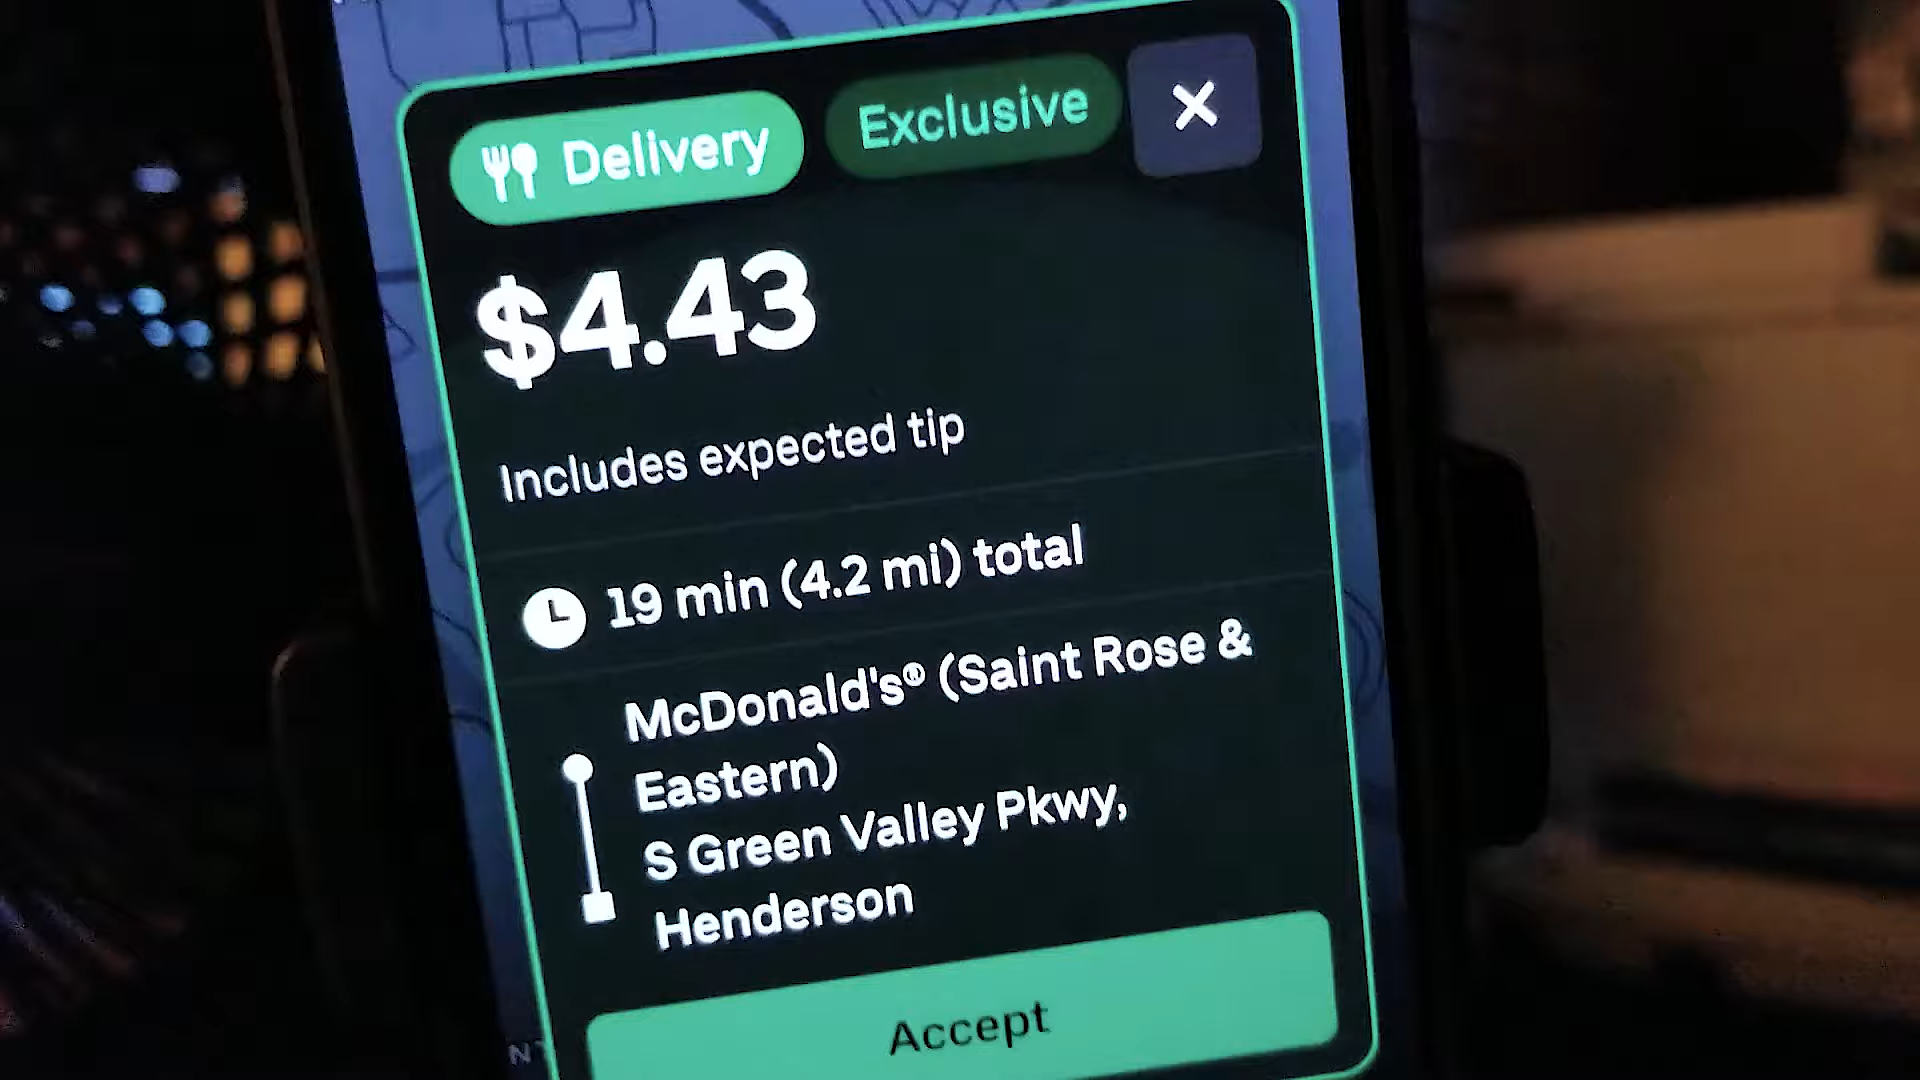 Delivery
Exclusive
$4.43
Includes expected tip
19 min (4.2 mi) total
McDonald's® (Saint Rose &
Eastern)
S Green Valley Pkwy,
Henderson
Accept